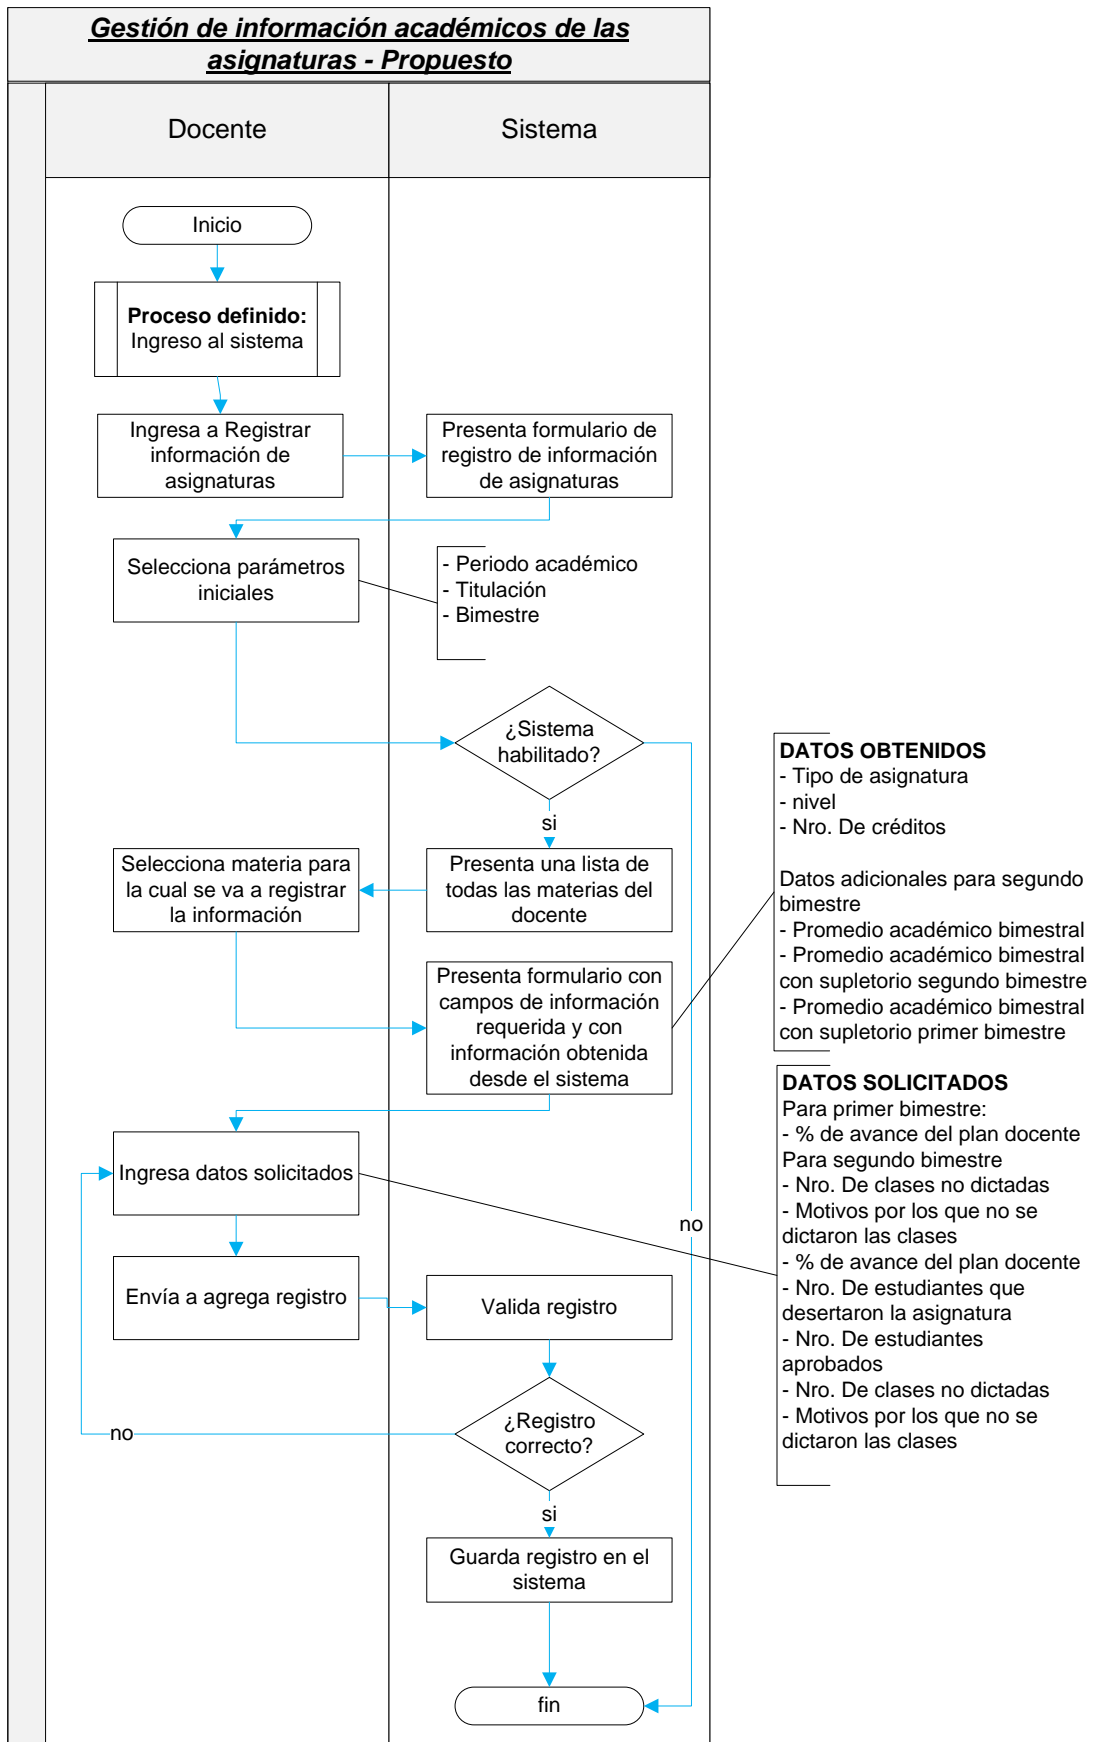 Gestión de información académicos de las
asignaturas - Propuesto
Docente
Sistema
Inicio
Proceso definido:
Ingreso al sistema
Ingresa a Registrar
información de
asignaturas
Presenta formulario de
registro de información
de asignaturas
Selecciona parámetros
iniciales
- Periodo académico
- Titulación
- Bimestre
¿Sistema
habilitado?
si
no
Presenta una lista de
todas las materias del
docente
Selecciona materia para
la cual se va a registrar
la información
Presenta formulario con
campos de información
requerida y con
información obtenida
desde el sistema
DATOS OBTENIDOS
- Tipo de asignatura
- nivel
- Nro. De créditos
Datos adicionales para segundo
bimestre
- Promedio académico bimestral
- Promedio académico bimestral
con supletorio segundo bimestre
- Promedio académico bimestral
con supletorio primer bimestre
Ingresa datos solicitados
DATOS SOLICITADOS
Para primer bimestre:
- % de avance del plan docente
Para segundo bimestre
- Nro. De clases no dictadas
- Motivos por los que no se
dictaron las clases
- % de avance del plan docente
- Nro. De estudiantes que
desertaron la asignatura
- Nro. De estudiantes
aprobados
- Nro. De clases no dictadas
- Motivos por los que no se
dictaron las clases
Envía a agrega registro
Valida registro
¿Registro
correcto?
no
si
Guarda registro en el
sistema
fin